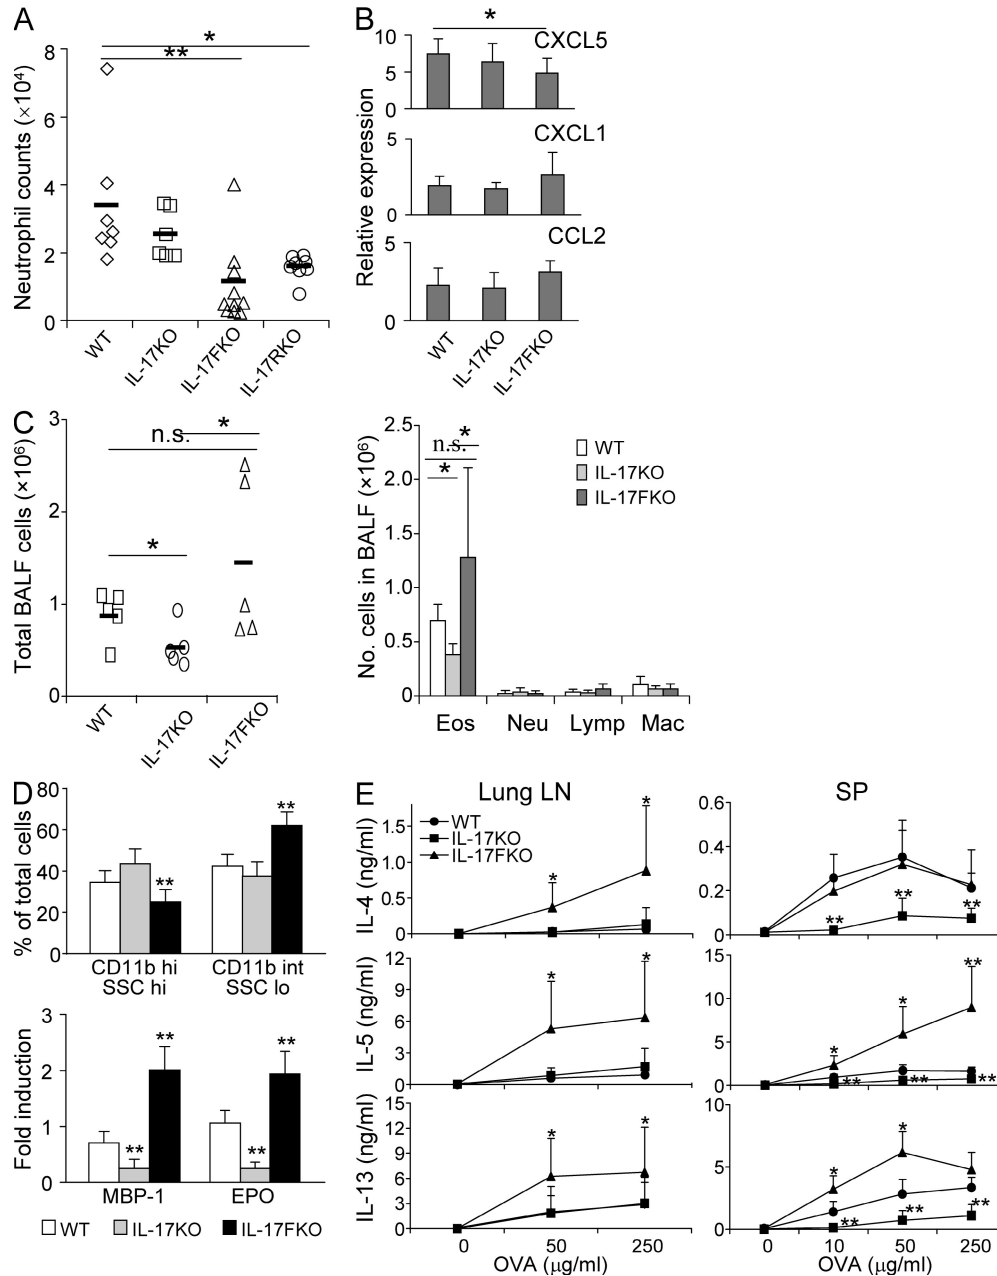 A
Neutrophil counts (×10⁴)
8
6
4
2
0
*
**
WT
IL-17KO
IL-17FKO
IL-17RKO
B
Relative expression
*
CXCL5
10
5
0
CXCL1
5
0
CCL2
5
0
WT
IL-17KO
IL-17FKO
C
Total BALF cells (×10⁶)
3
2
1
0
*
n.s.
*
WT
IL-17KO
IL-17FKO
No. cells in BALF (×10⁶)
2.5
2.0
1.5
1.0
0.5
0
*
n.s.
*
WT
IL-17KO
IL-17FKO
Eos Neu Lymp Mac
D
% of total cells
80
60
40
20
0
**
**
CD11b hi CD11b int
SSC hi SSC lo
Fold induction
3
2
1
0
** ** ** **
MBP-1 EPO
WT IL-17KO IL-17FKO
E
Lung LN SP
WT
IL-17KO
IL-17FKO
IL-4 (ng/ml)
1.5
1.0
0.5
0
* *
0.6
0.4
0.2
0
** ** **
IL-5 (ng/ml)
12
9
6
3
0
* *
15
10
5
0
* * **
** ** **
IL-13 (ng/ml)
15
12
9
6
3
0
* *
10
5
0
* *
** ** **
0 50 250
0 10 50 250
OVA (μg/ml) OVA (μg/ml)